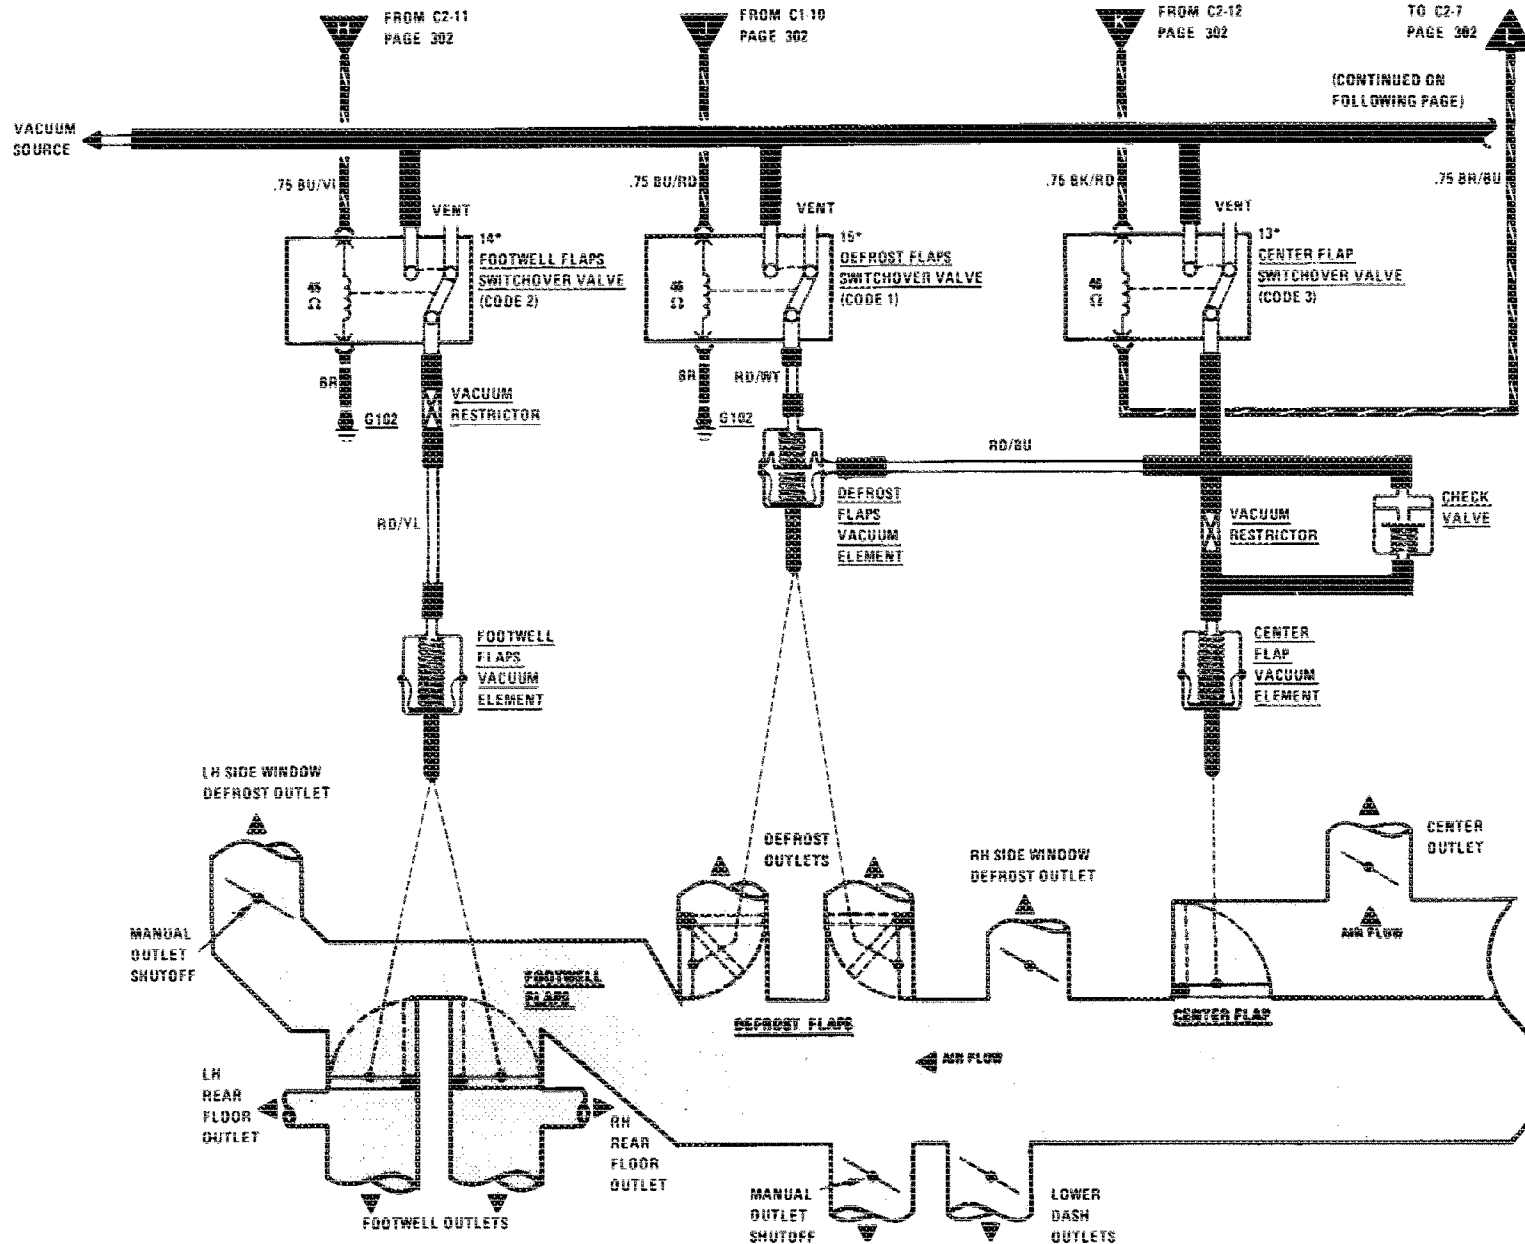 H
FROM C2-11
PAGE 302
J
FROM C1-10
PAGE 302
K
FROM C2-12
PAGE 302
TO C2-7
PAGE 302
L
(CONTINUED ON
FOLLOWING PAGE)
VACUUM
SOURCE
.75 BU/VI
.75 BU/RD
.75 BK/RD
.75 BR/BU
VENT
VENT
VENT
14*
FOOTWELL FLAPS
SWITCHOVER VALVE
(CODE 2)
15*
DEFROST FLAPS
SWITCHOVER VALVE
(CODE 1)
13*
CENTER FLAP
SWITCHOVER VALVE
(CODE 3)
Ω
Ω
Ω
BR
G102
VACUUM
RESTRICTOR
BR
G102
RD/WT
RD/BU
RD/YL
DEFROST
FLAPS
VACUUM
ELEMENT
VACUUM
RESTRICTOR
CHECK
VALVE
FOOTWELL
FLAPS
VACUUM
ELEMENT
CENTER
FLAP
VACUUM
ELEMENT
LH SIDE WINDOW
DEFROST OUTLET
DEFROST
OUTLETS
RH SIDE WINDOW
DEFROST OUTLET
CENTER
OUTLET
MANUAL
OUTLET
SHUTOFF
AIR FLOW
FOOTWELL
FLAPS
DEFROST FLAPS
CENTER FLAP
AIR FLOW
LH
REAR
FLOOR
OUTLET
RH
REAR
FLOOR
OUTLET
FOOTWELL OUTLETS
MANUAL
OUTLET
SHUTOFF
LOWER
DASH
OUTLETS